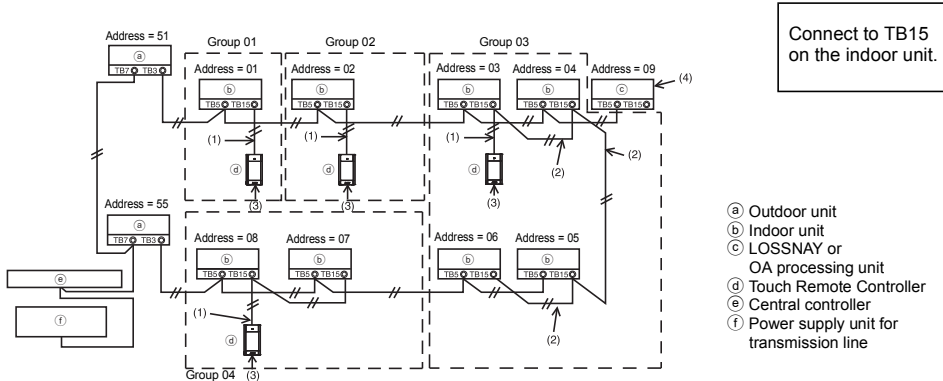 Address = 51
ⓐ
TB7 TB3
Group 01
Address = 01
ⓑ
TB5 TB15
(1)
ⓓ
(3)
Group 02
Address = 02
ⓑ
TB5 TB15
(1)
ⓓ
(3)
Group 03
Address = 03
ⓑ
TB5 TB15
(1)
ⓓ
(3)
Address = 04
ⓑ
TB5 TB15
(2)
Address = 09
ⓒ
TB5 TB15
(4)
(2)
Connect to TB15
on the indoor unit.
Address = 55
ⓐ
TB7 TB3
ⓔ
ⓕ
Address = 08
ⓑ
TB5 TB15
(1)
ⓓ
(3)
Group 04
Address = 07
ⓑ
TB5 TB15
Address = 06
ⓑ
TB5 TB15
Address = 05
ⓑ
TB5 TB15
(2)
ⓐ Outdoor unit
ⓑ Indoor unit
ⓒ LOSSNAY or
OA processing unit
ⓓ Touch Remote Controller
ⓔ Central controller
ⓕ Power supply unit for
transmission line